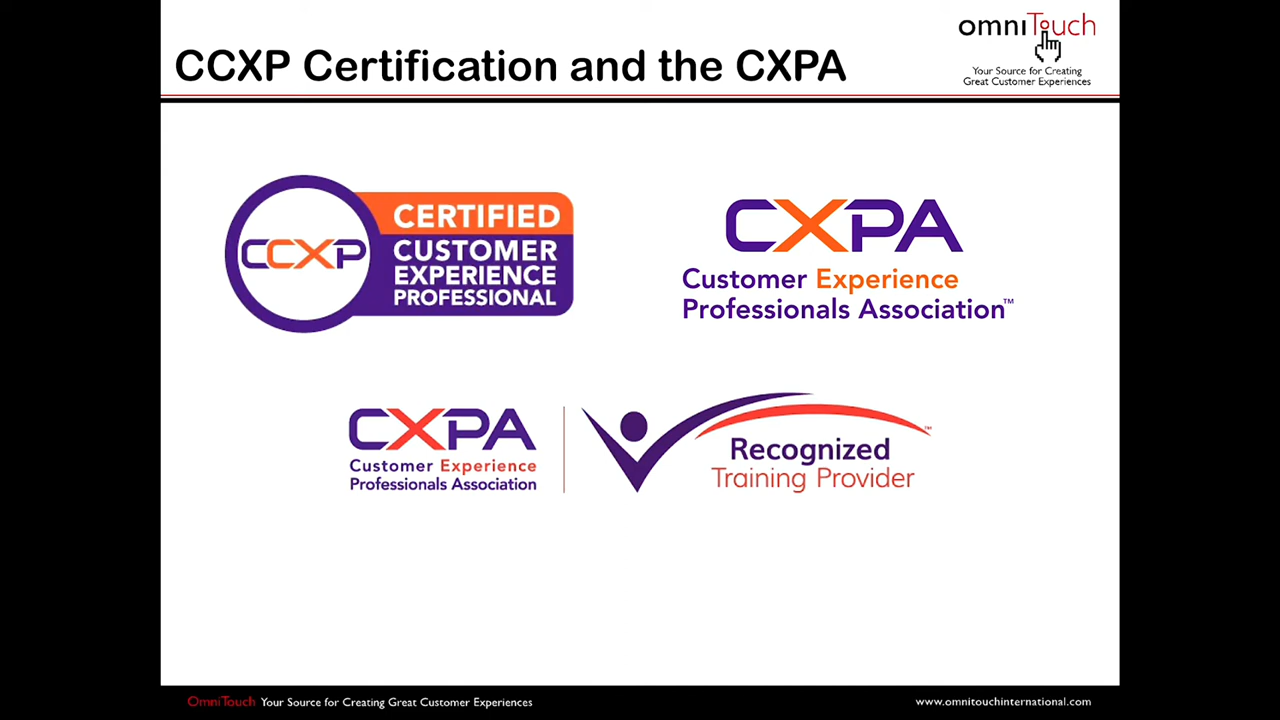 CCXP Certification and the CXPA
omniTouch
Your Source for Creating
Great Customer Experiences
CCXP
CERTIFIED
CUSTOMER
EXPERIENCE
PROFESSIONAL
CXPA
Customer Experience
Professionals Association™
CXPA
Customer Experience
Professionals Association
Recognized
Training Provider
™
OmniTouch Your Source for Creating Great Customer Experiences
www.omnitouchinternational.com